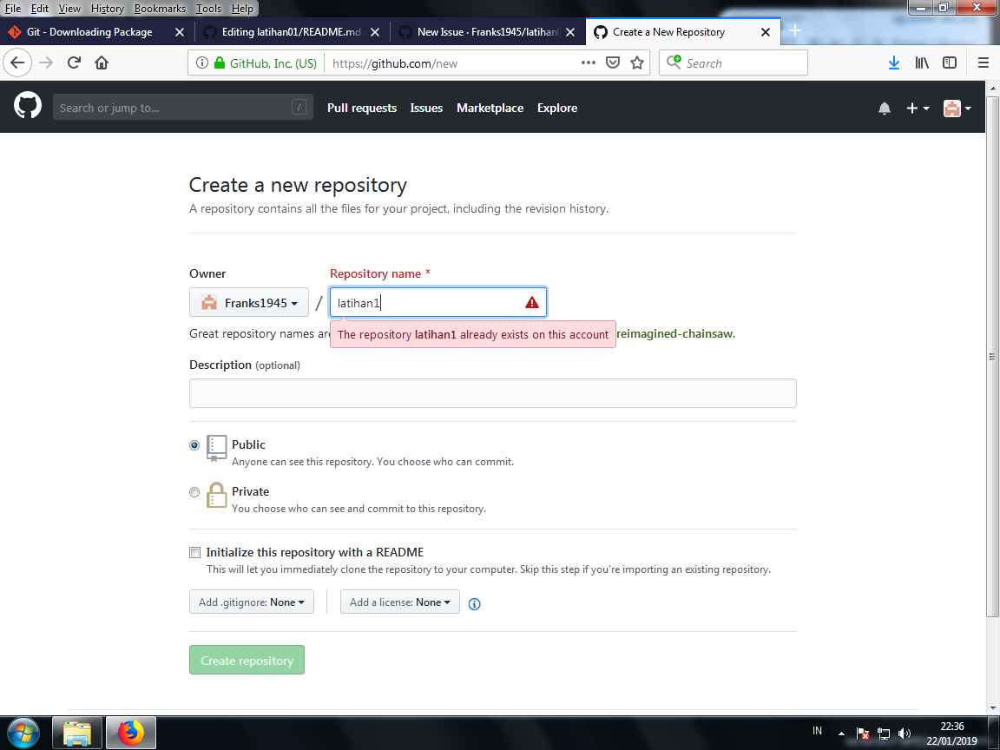 File Edit View History Bookmarks Tools Help
Git - Downloading Package
Editing latihan01/README.md
New Issue · Franks1945/latihan0
Create a New Repository
GitHub, Inc. (US) https://github.com/new
Search
Search or jump to... /
Pull requests Issues Marketplace Explore
Create a new repository
A repository contains all the files for your project, including the revision history.
Owner
Repository name *
Franks1945 / latihan1
Great repository names are
The repository latihan1 already exists on this account
reimagined-chainsaw.
Description (optional)
Public
Anyone can see this repository. You choose who can commit.
Private
You choose who can see and commit to this repository.
Initialize this repository with a README
This will let you immediately clone the repository to your computer. Skip this step if you're importing an existing repository.
Add .gitignore: None
Add a license: None
Create repository
IN
22:36
22/01/2019